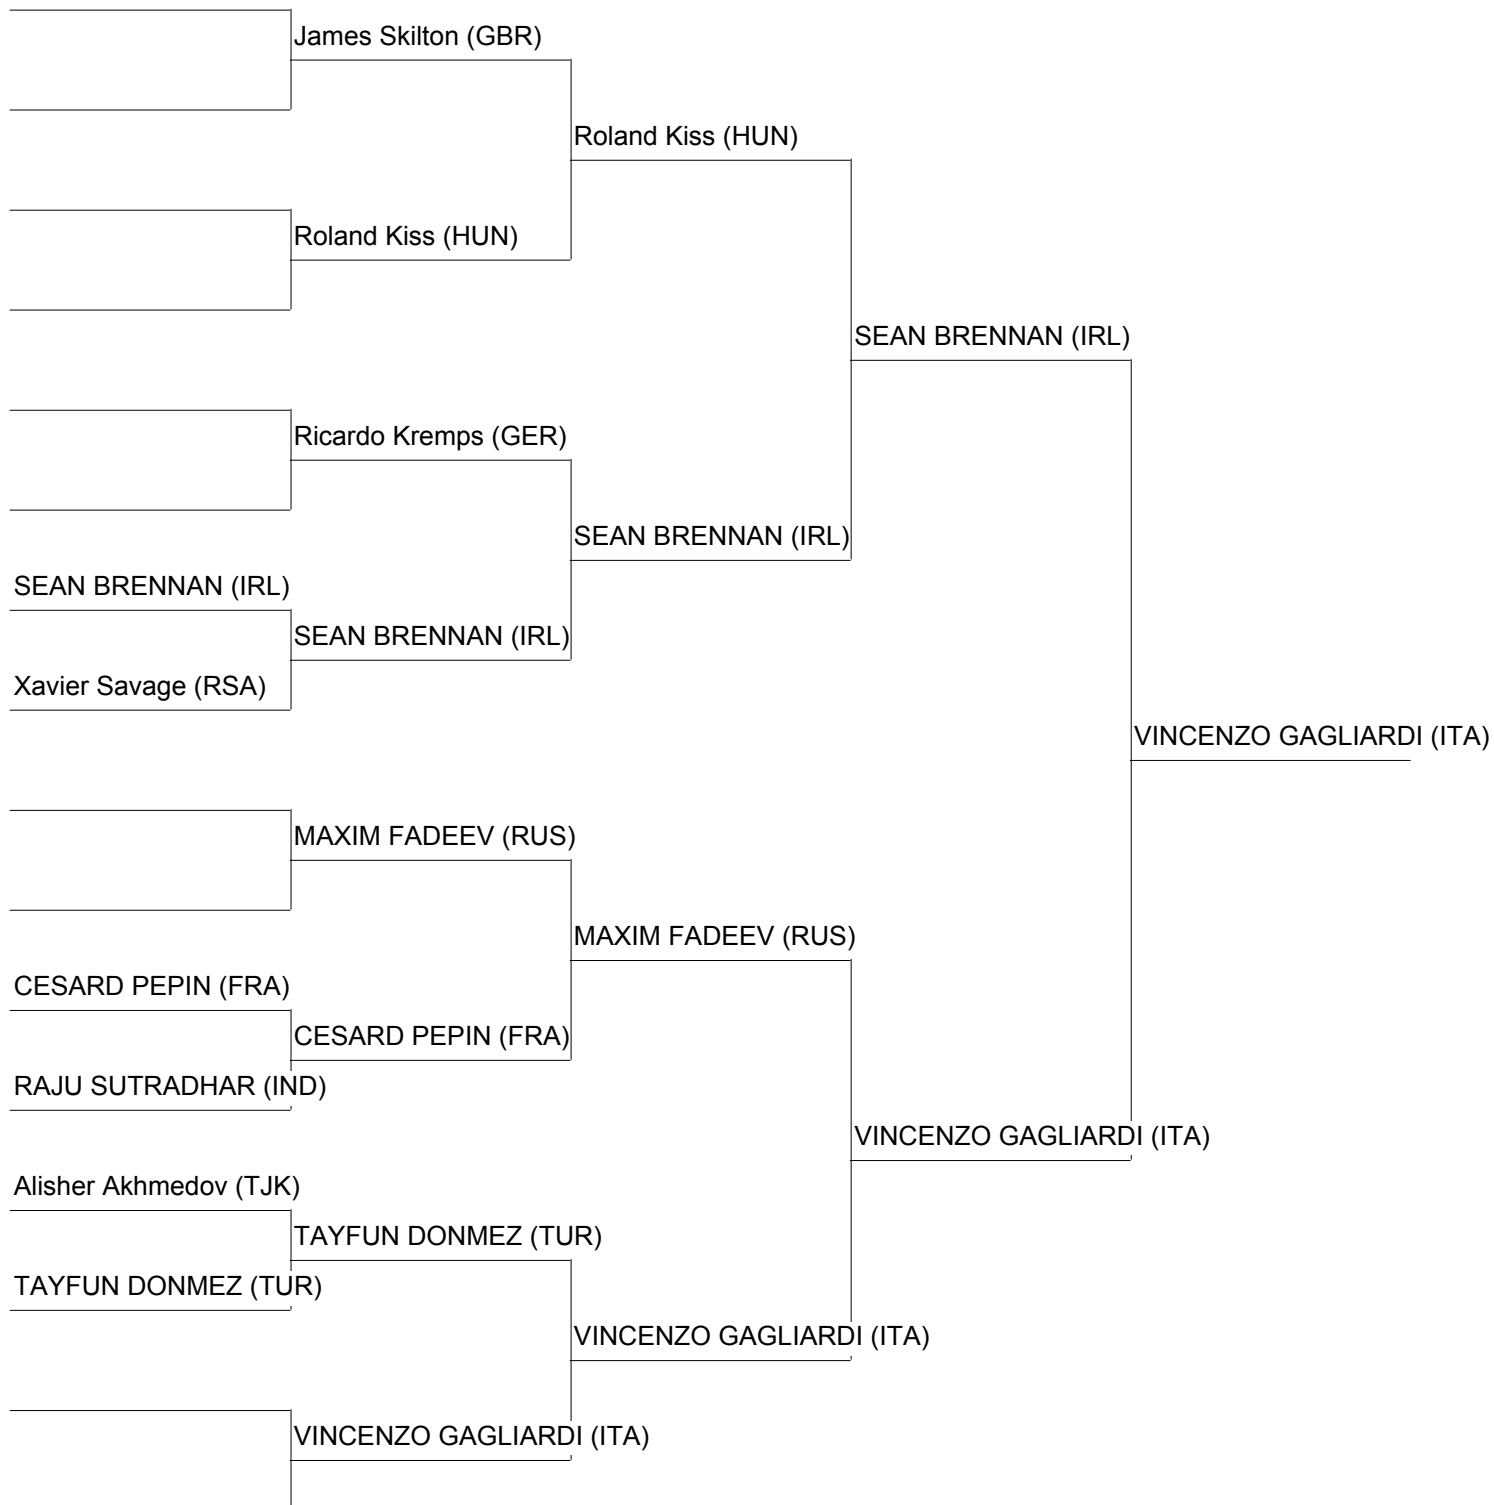 James Skilton (GBR)
Roland Kiss (HUN)
Roland Kiss (HUN)
SEAN BRENNAN (IRL)
Ricardo Kremps (GER)
SEAN BRENNAN (IRL)
SEAN BRENNAN (IRL)
SEAN BRENNAN (IRL)
Xavier Savage (RSA)
VINCENZO GAGLIARDI (ITA)
MAXIM FADEEV (RUS)
MAXIM FADEEV (RUS)
CESARD PEPIN (FRA)
CESARD PEPIN (FRA)
RAJU SUTRADHAR (IND)
VINCENZO GAGLIARDI (ITA)
Alisher Akhmedov (TJK)
TAYFUN DONMEZ (TUR)
TAYFUN DONMEZ (TUR)
VINCENZO GAGLIARDI (ITA)
VINCENZO GAGLIARDI (ITA)